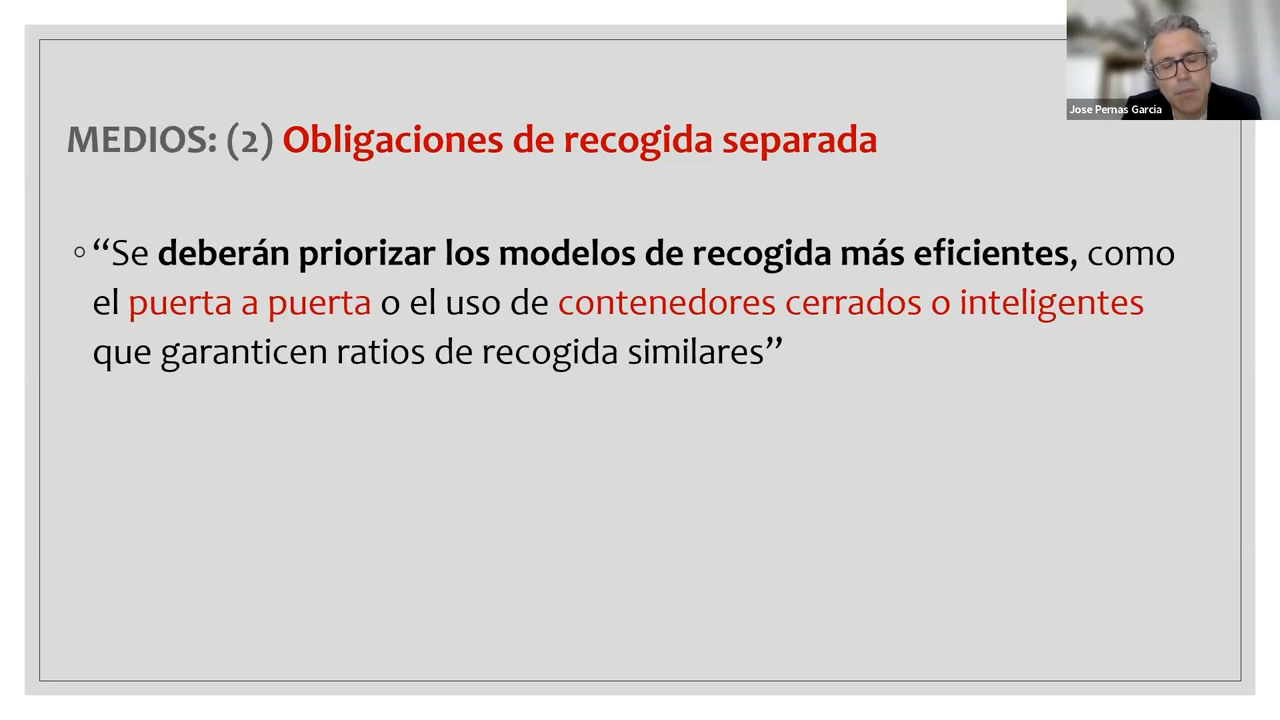 Jose Pernas Garcia
MEDIOS: (2) Obligaciones de recogida separada
◦ “Se deberán priorizar los modelos de recogida más eficientes, como
el puerta a puerta o el uso de contenedores cerrados o inteligentes
que garanticen ratios de recogida similares”